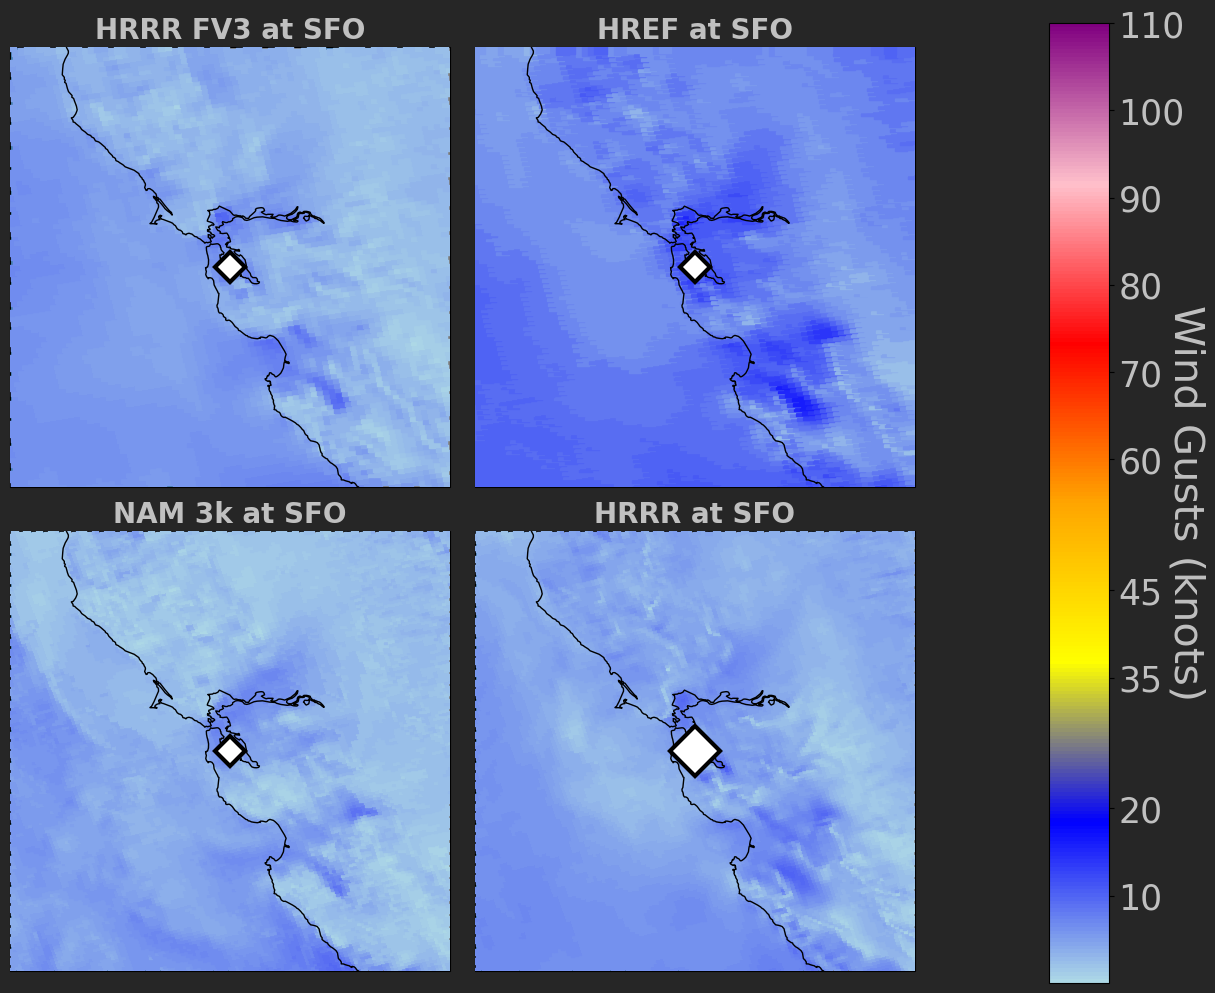 HRRR FV3 at SFO
HREF at SFO
NAM 3k at SFO
HRRR at SFO
110
100
90
80
70
60
45
35
20
10
Wind Gusts (knots)